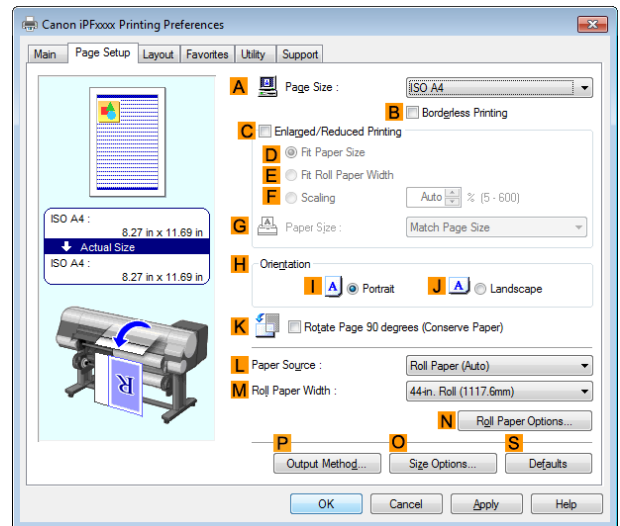 Canon iPFxxxx Printing Preferences
Main Page Setup Layout Favorites Utility Support
A Page Size : ISO A4
B Borderless Printing
C Enlarged/Reduced Printing
D Fit Paper Size
E Fit Roll Paper Width
F Scaling Auto % (5 - 600)
G Paper Size : Match Page Size
ISO A4 :
8.27 in x 11.69 in
Actual Size
ISO A4 :
8.27 in x 11.69 in
H Orientation
I A Portrait J A Landscape
K Rotate Page 90 degrees (Conserve Paper)
R
L Paper Source : Roll Paper (Auto)
M Roll Paper Width : 44-in. Roll (1117.6mm)
N Roll Paper Options...
P O S
Output Method... Size Options... Defaults
OK Cancel Apply Help